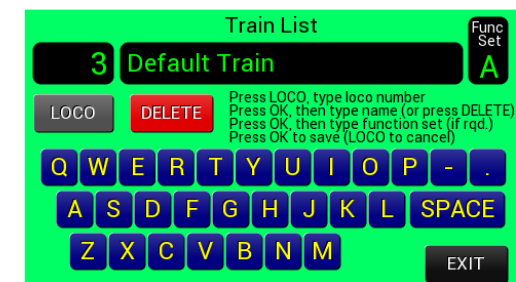 Train List
Func
Set
3 Default Train A
LOCO DELETE
Press LOCO, type loco number
Press OK, then type name (or press DELETE)
Press OK, then type function set (if rqd.)
Press OK to save (LOCO to cancel)
Q W E R T Y U I O P - .
A S D F G H J K L SPACE
Z X C V B N M
EXIT